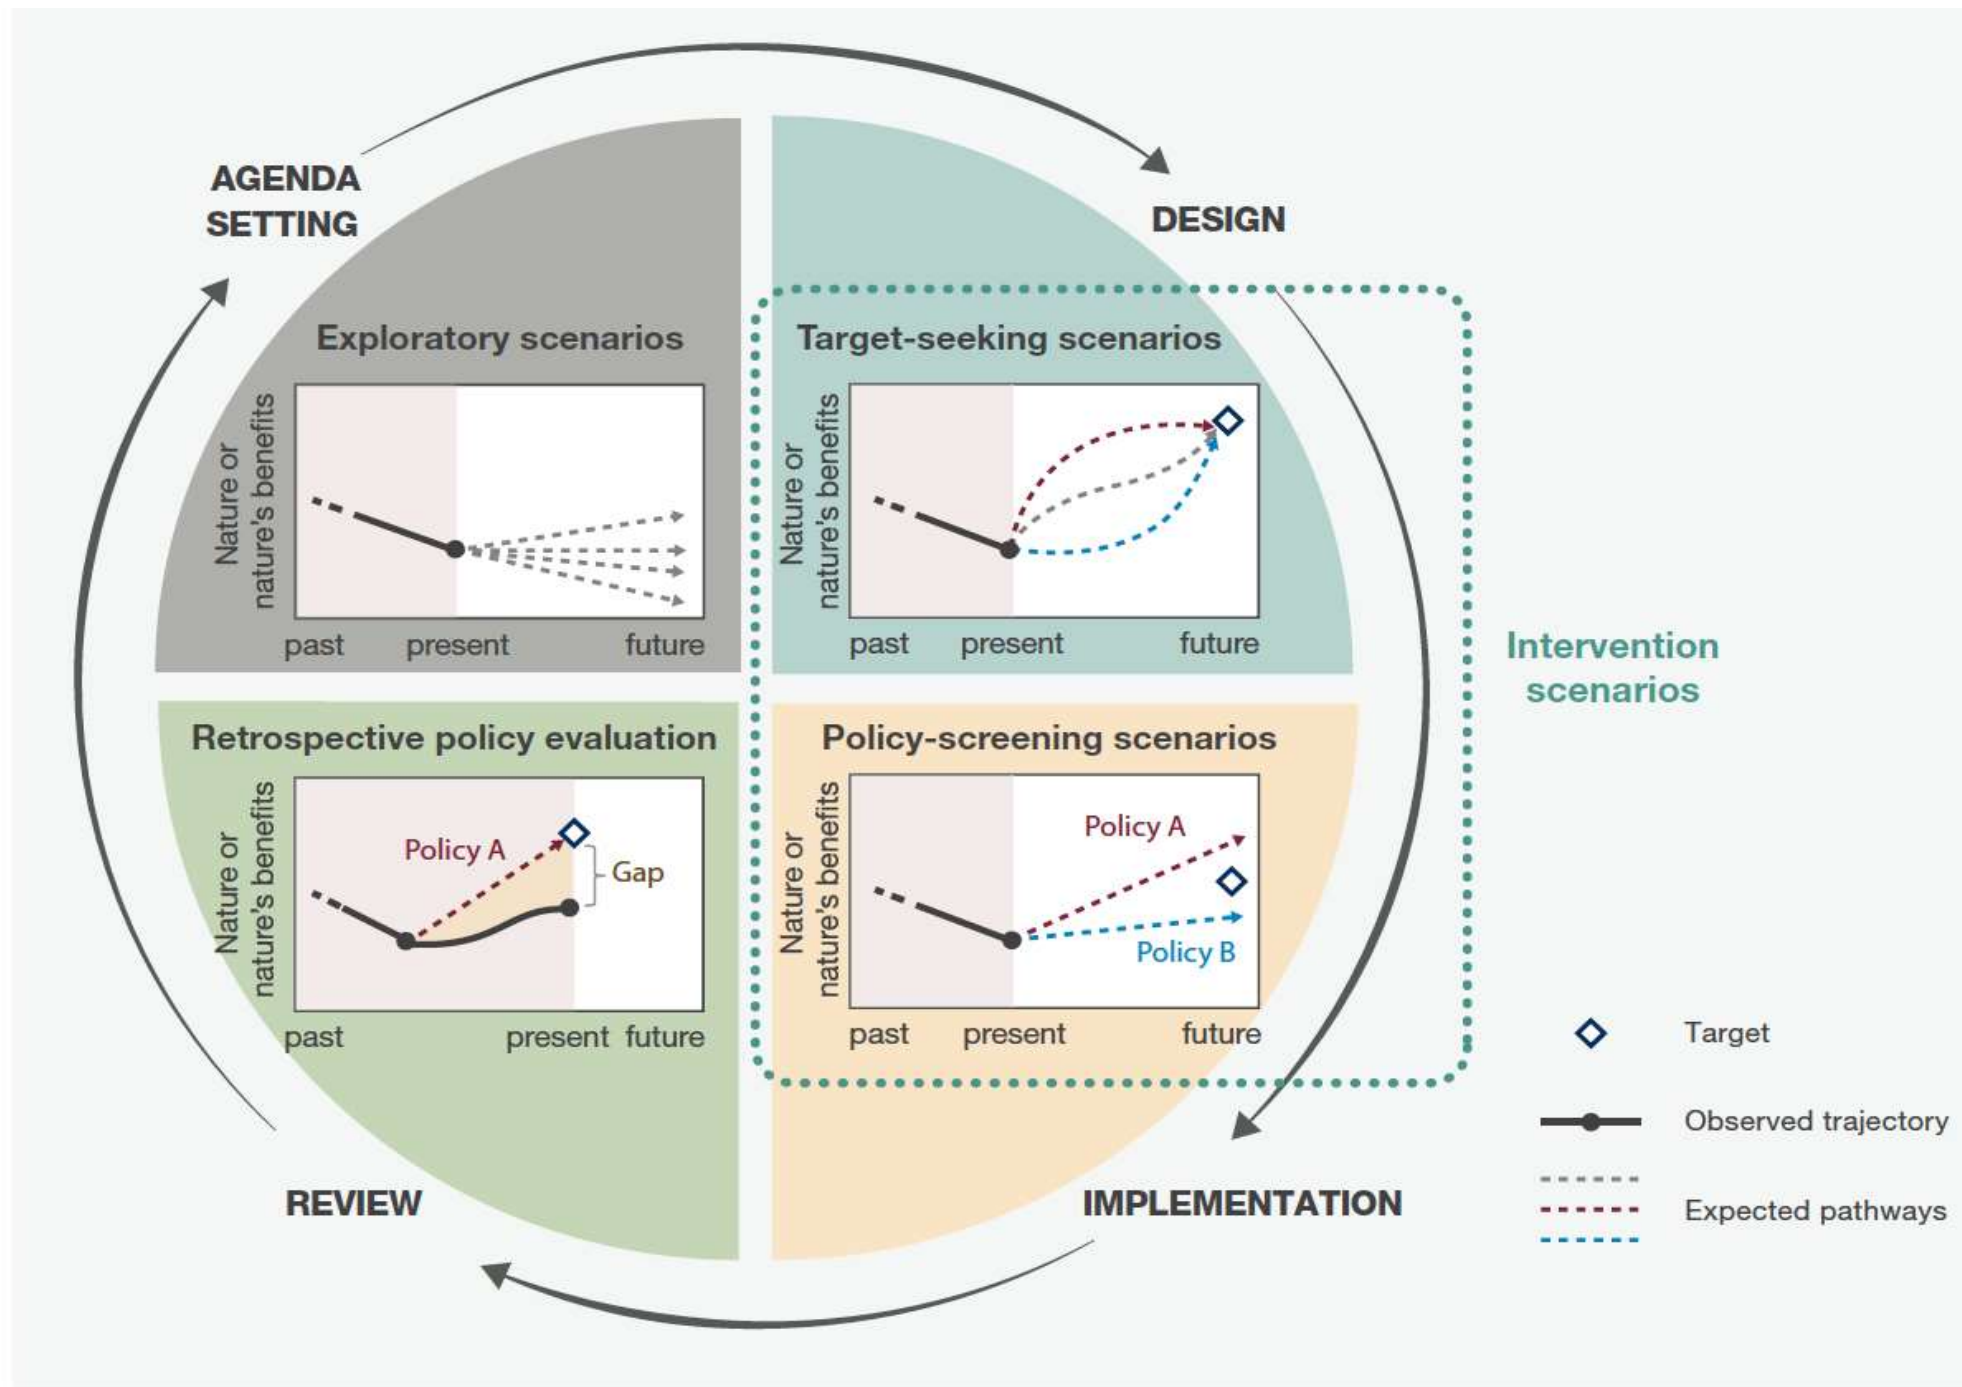 AGENDA
SETTING
DESIGN
Exploratory scenarios
Nature or
nature's benefits
past present future
Target-seeking scenarios
Nature or
nature's benefits
past present future
Intervention
scenarios
Retrospective policy evaluation
Nature or
nature's benefits
Policy A
Gap
past present future
Policy-screening scenarios
Nature or
nature's benefits
Policy A
Policy B
past present future
REVIEW
IMPLEMENTATION
Target
Observed trajectory
Expected pathways